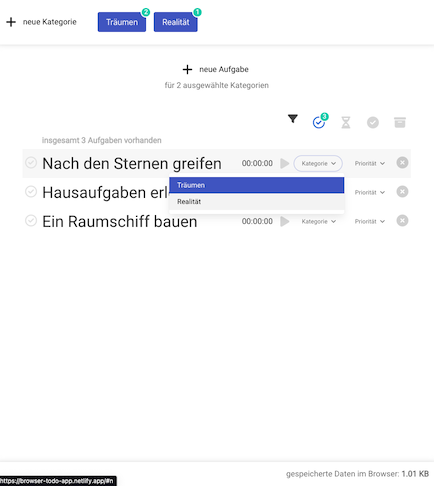 neue Kategorie
Träumen 2
Realität 1
neue Aufgabe
für 2 ausgewählte Kategorien
3
Insgesamt 3 Aufgaben vorhanden
Nach den Sternen greifen 00:00:00 Kategorie Priorität
Träumen
Hausaufgaben erl Priorität
Realität
Ein Raumschiff bauen 00:00:00 Kategorie Priorität
gespeicherte Daten im Browser: 1.01 KB
https://browser-todo-app.netlify.app/#n